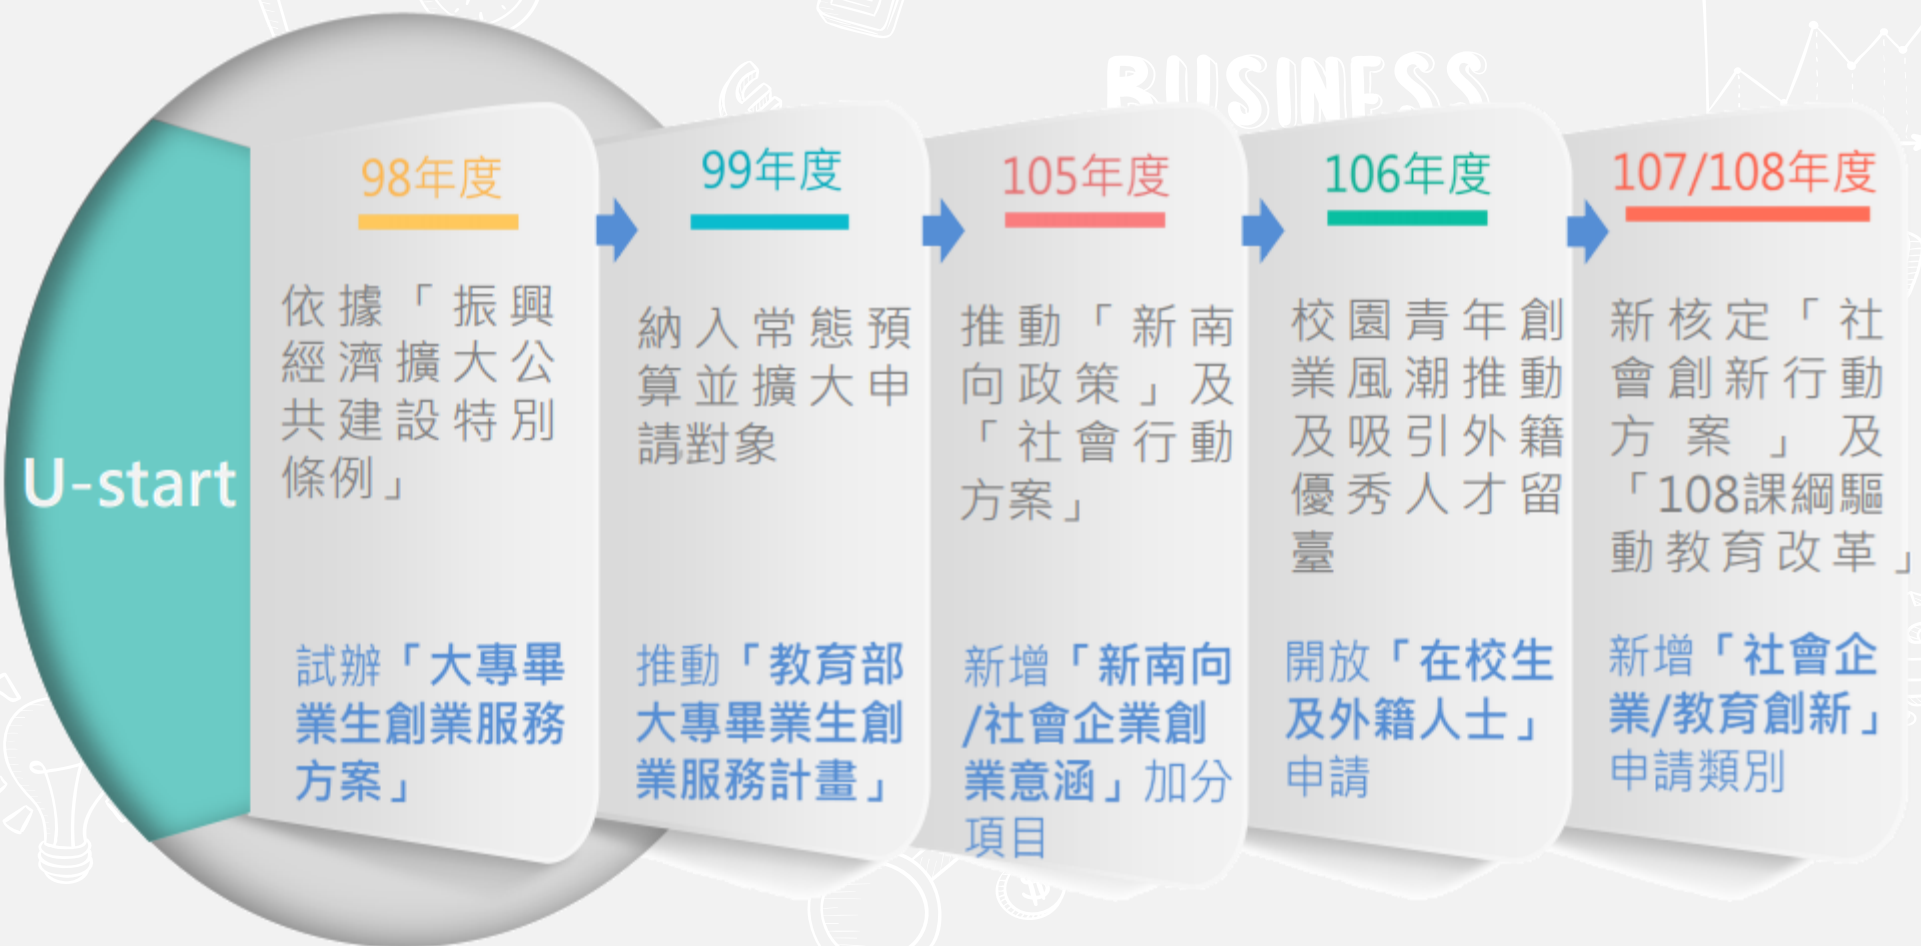 BUSINESS
U-start
98年度
依據「振興
經濟擴大公
共建設特別
條例」
試辦「大專畢
業生創業服務
方案」
99年度
納入常態預
算並擴大申
請對象
推動「教育部
大專畢業生創
業服務計畫」
105年度
推動「新南
向政策」及
「社會行動
方案」
新增「新南向
/社會企業創
業意涵」加分
項目
106年度
校園青年創
業風潮推動
及吸引外籍
優秀人才留
臺
開放「在校生
及外籍人士」
申請
107/108年度
新核定「社
會創新行動
方案」及
「108課綱驅
動教育改革」
新增「社會企
業/教育創新」
申請類別